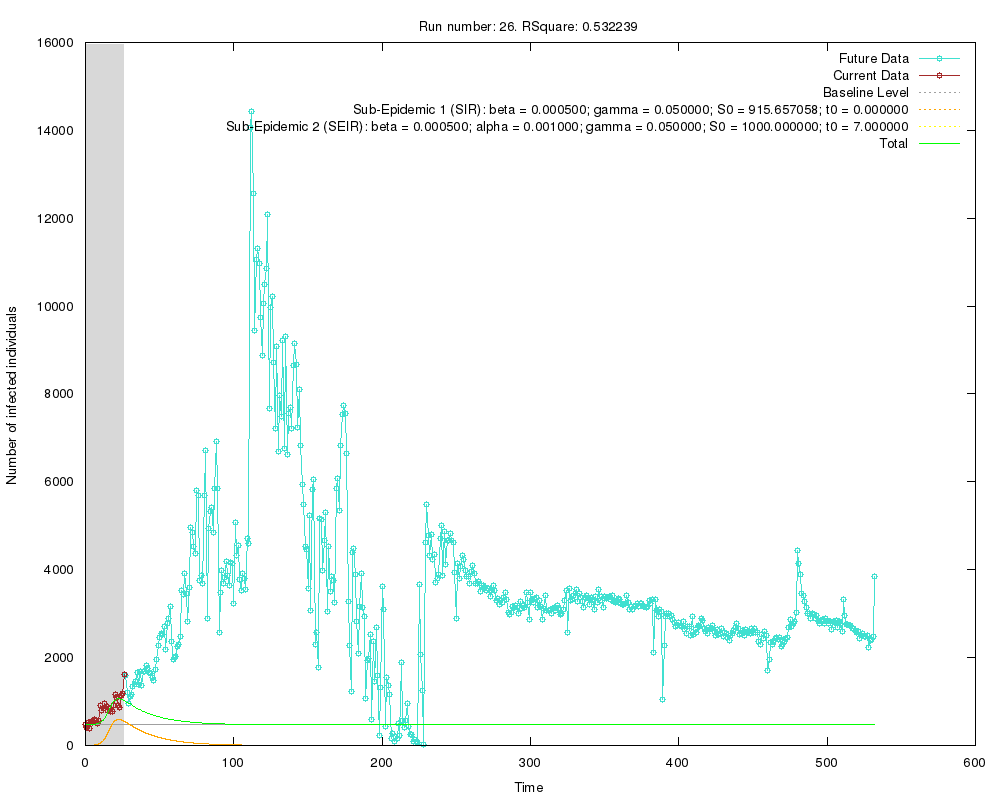 Run number: 26. RSquare: 0.532239
16000
14000
12000
10000
8000
6000
4000
2000
0
Number of infected individuals
Future Data
Current Data
Baseline Level
Sub-Epidemic 1 (SIR): beta = 0.000500; gamma = 0.050000; S0 = 915.657058; t0 = 0.000000
Sub-Epidemic 2 (SEIR): beta = 0.000500; alpha = 0.001000; gamma = 0.050000; S0 = 1000.000000; t0 = 7.000000
Total
0 100 200 300 400 500 600
Time